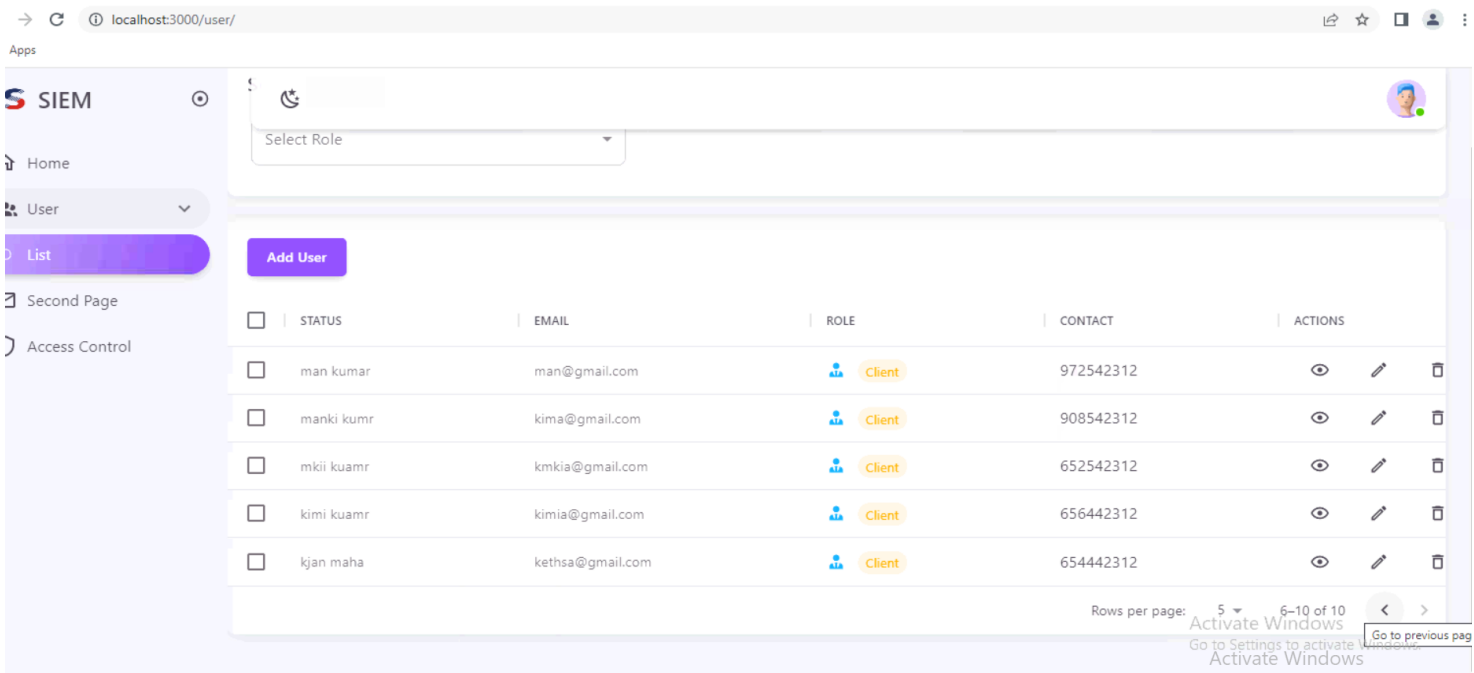 localhost:3000/user/
Apps
SIEM
S
Select Role
Home
User
List
Add User
Second Page
Access Control
STATUS EMAIL ROLE CONTACT ACTIONS
man kumar man@gmail.com Client 972542312
manki kumr kima@gmail.com Client 908542312
mkii kuamr kmkia@gmail.com Client 652542312
kimi kuamr kimia@gmail.com Client 656442312
kjan maha kethsa@gmail.com Client 654442312
Rows per page: 5 6–10 of 10
Activate Windows
Go to previous pag
Go to Settings to activate Windows.
Activate Windows